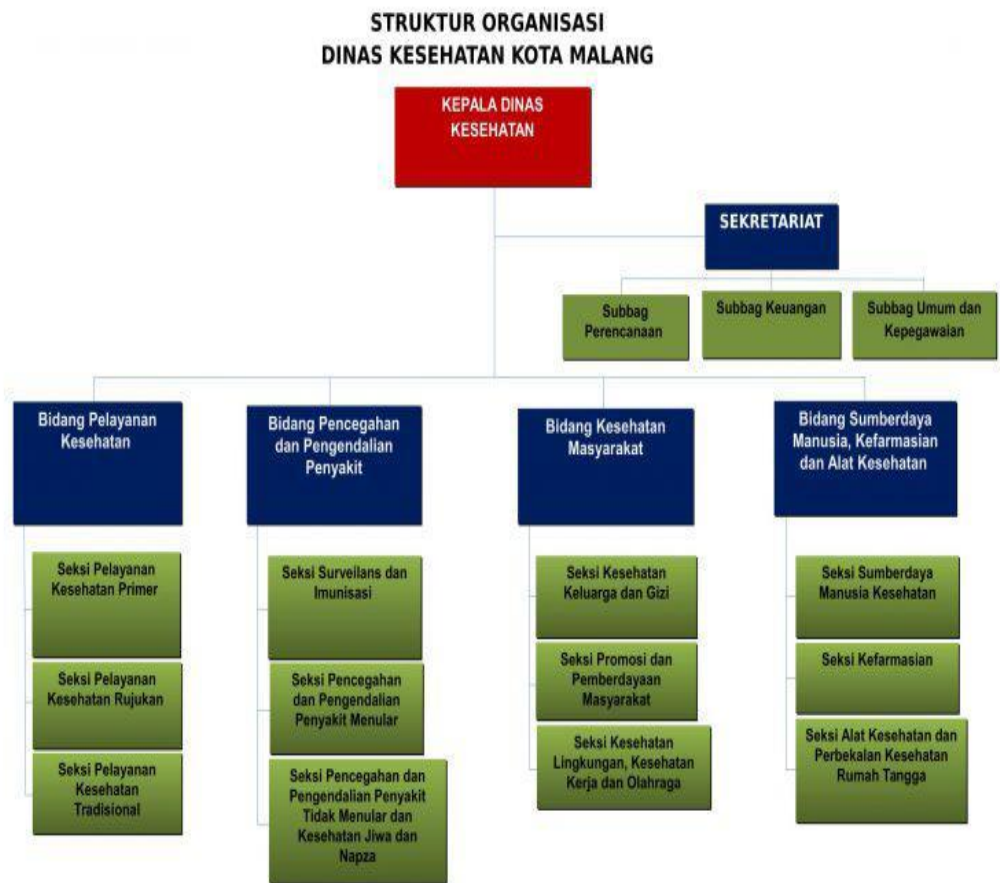 STRUKTUR ORGANISASI
DINAS KESEHATAN KOTA MALANG
KEPALA DINAS
KESEHATAN
SEKRETARIAT
Subbag
Perencanaan
Subbag Keuangan
Subbag Umum dan
Kepegawaian
Bidang Pelayanan
Kesehatan
Bidang Pencegahan
dan Pengendalian
Penyakit
Bidang Kesehatan
Masyarakat
Bidang Sumberdaya
Manusia, Kefarmasian
dan Alat Kesehatan
Seksi Pelayanan
Kesehatan Primer
Seksi Pelayanan
Kesehatan Rujukan
Seksi Pelayanan
Kesehatan
Tradisional
Seksi Surveilans dan
Imunisasi
Seksi Pencegahan
dan Pengendalian
Penyakit Menular
Seksi Pencegahan dan
Pengendalian Penyakit
Tidak Menular dan
Kesehatan Jiwa dan
Napza
Seksi Kesehatan
Keluarga dan Gizi
Seksi Promosi dan
Pemberdayaan
Masyarakat
Seksi Kesehatan
Lingkungan, Kesehatan
Kerja dan Olahraga
Seksi Sumberdaya
Manusia Kesehatan
Seksi Kefarmasian
Seksi Alat Kesehatan dan
Perbekalan Kesehatan
Rumah Tangga